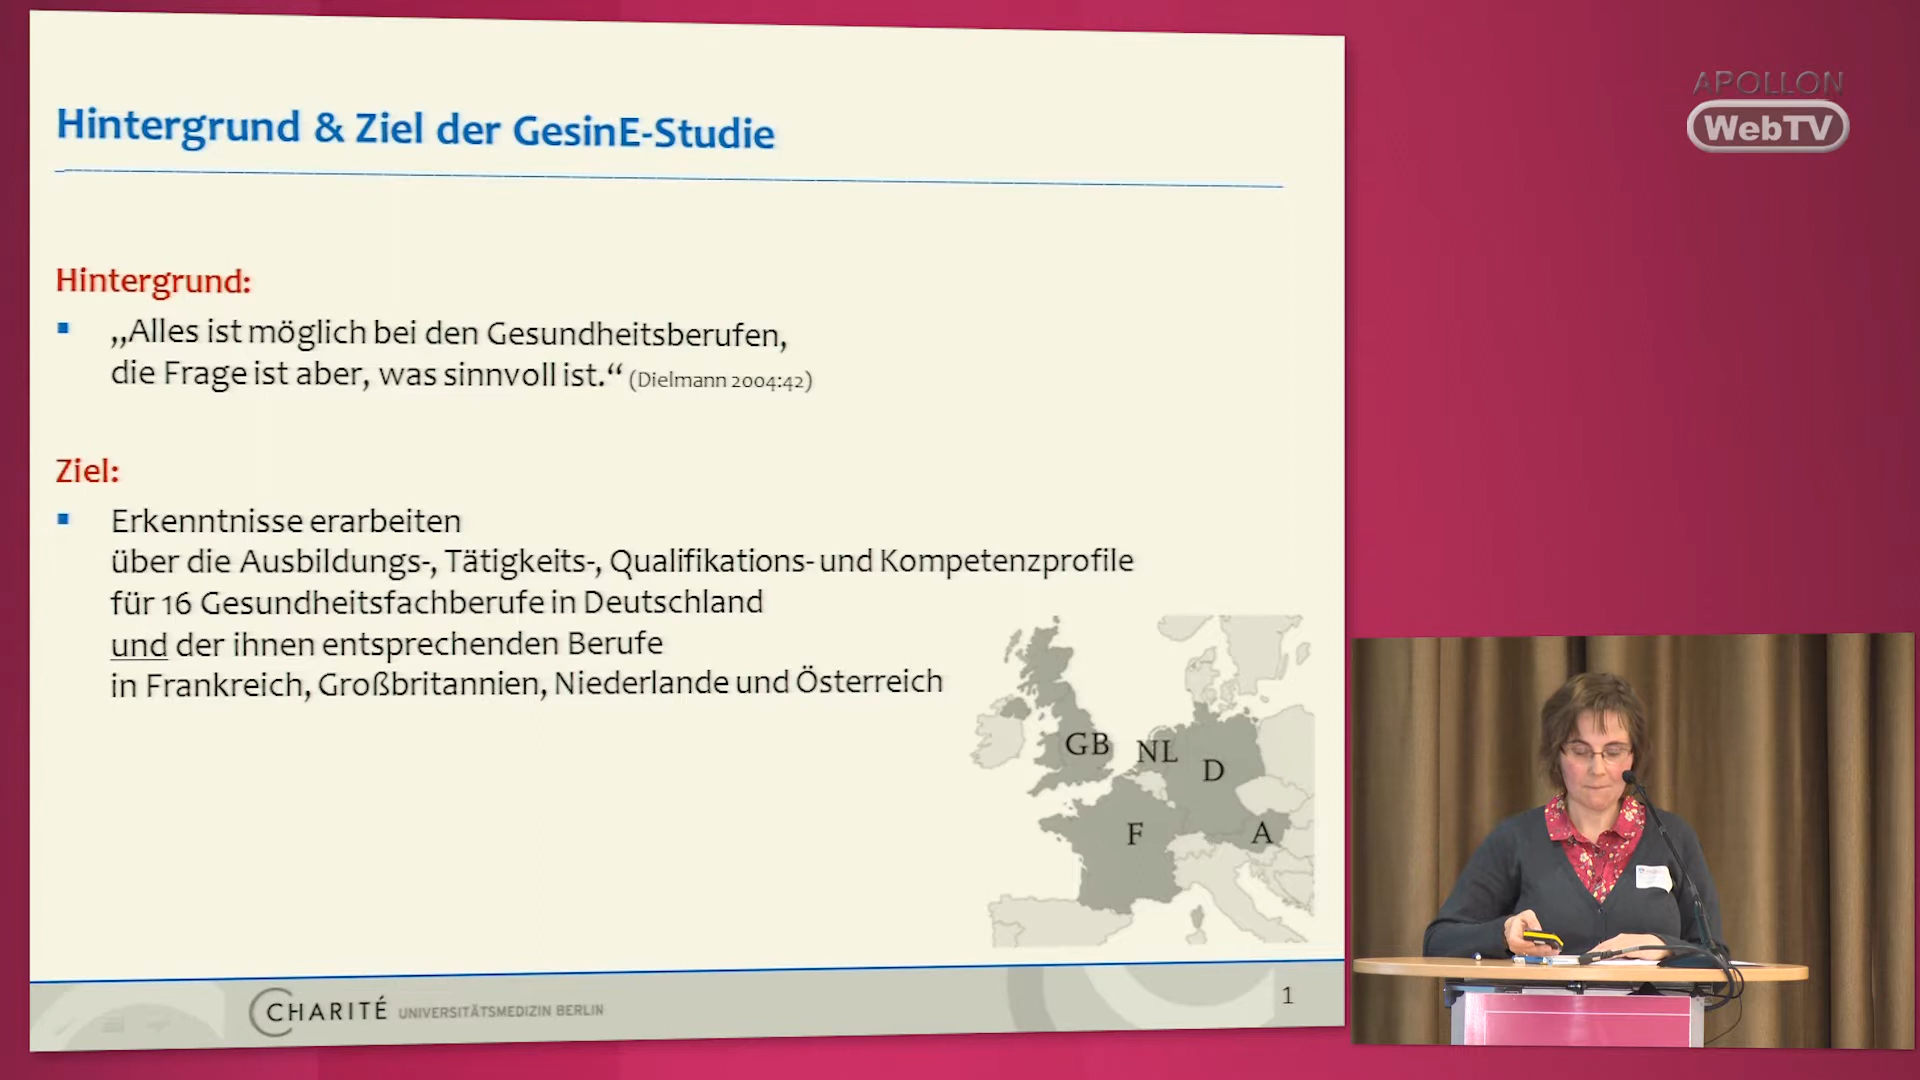 Hintergrund & Ziel der GesinE-Studie
Hintergrund:
„Alles ist möglich bei den Gesundheitsberufen,
die Frage ist aber, was sinnvoll ist.“ (Dielmann 2004:42)
Ziel:
Erkenntnisse erarbeiten
über die Ausbildungs-, Tätigkeits-, Qualifikations- und Kompetenzprofile
für 16 Gesundheitsfachberufe in Deutschland
und der ihnen entsprechenden Berufe
in Frankreich, Großbritannien, Niederlande und Österreich
GB
NL
D
F
A
CHARITÉ UNIVERSITÄTSMEDIZIN BERLIN
1
APOLLON
WebTV